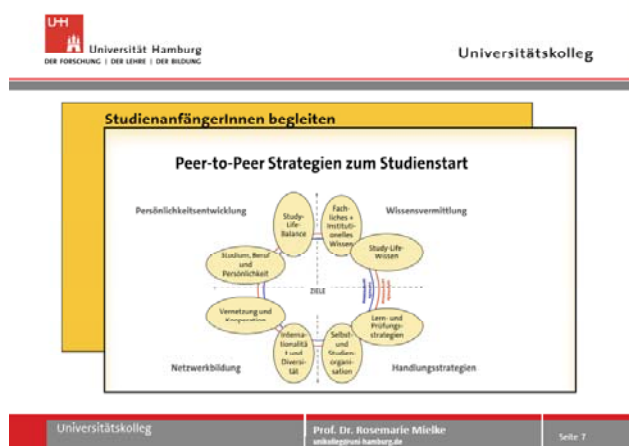 UH
Universität Hamburg
DER FORSCHUNG | DER LEHRE | DER BILDUNG
Universitätskolleg
StudienanfängerInnen begleiten
Peer-to-Peer Strategien zum Studienstart
Persönlichkeitsentwicklung
Wissensvermittlung
Study-
Life-
Balance
Fach-
liches +
Instituti-
onelles
Wissen
Studium, Beruf
und
Persönlichkeit
Study-Life-
Wissen
ZIELE
Vernetzung und
Kooperation
Lern- und
Prüfungs-
strategien
Interna-
tionalitä
t und
Diversi-
tät
Selbst-
und
Studien-
organi-
sation
Netzwerkbildung
Handlungsstrategien
Universitätskolleg
Prof. Dr. Rosemarie Mielke
unikolleg@uni-hamburg.de
Seite 7